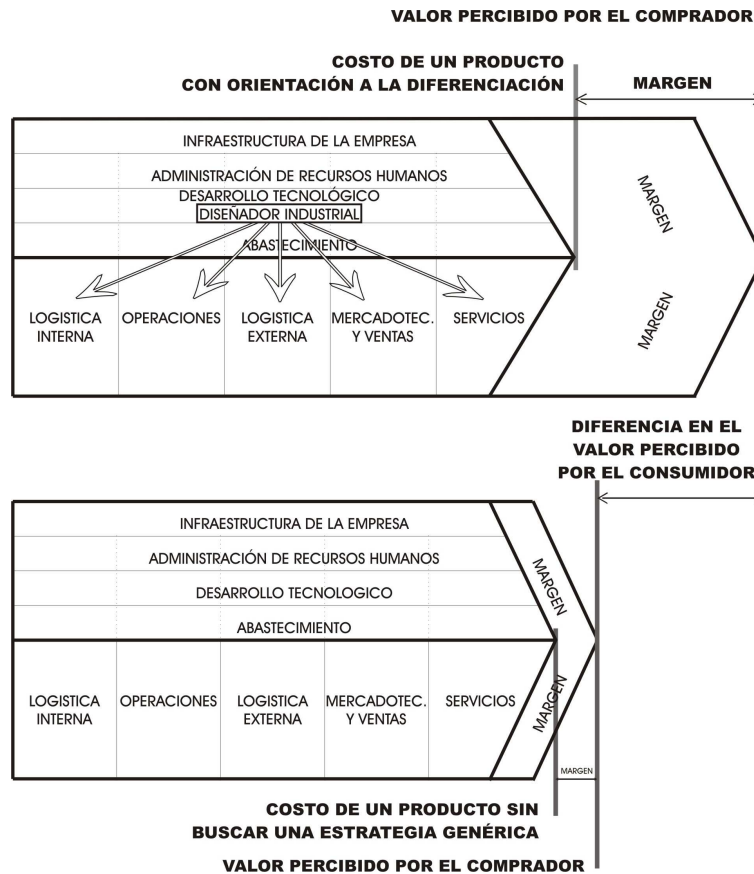 VALOR PERCIBIDO POR EL COMPRADOR
COSTO DE UN PRODUCTO
CON ORIENTACIÓN A LA DIFERENCIACIÓN
MARGEN
INFRAESTRUCTURA DE LA EMPRESA
ADMINISTRACIÓN DE RECURSOS HUMANOS
DESARROLLO TECNOLÓGICO
DISEÑADOR INDUSTRIAL
ABASTECIMIENTO
MARGEN
MARGEN
LOGISTICA
INTERNA
OPERACIONES
LOGISTICA
EXTERNA
MERCADOTEC.
Y VENTAS
SERVICIOS
DIFERENCIA EN EL
VALOR PERCIBIDO
POR EL CONSUMIDOR
INFRAESTRUCTURA DE LA EMPRESA
ADMINISTRACIÓN DE RECURSOS HUMANOS
DESARROLLO TECNOLOGICO
ABASTECIMIENTO
MARGEN
MARGEN
LOGISTICA
INTERNA
OPERACIONES
LOGISTICA
EXTERNA
MERCADOTEC.
Y VENTAS
SERVICIOS
MARGEN
COSTO DE UN PRODUCTO SIN
BUSCAR UNA ESTRATEGIA GENÉRICA
VALOR PERCIBIDO POR EL COMPRADOR